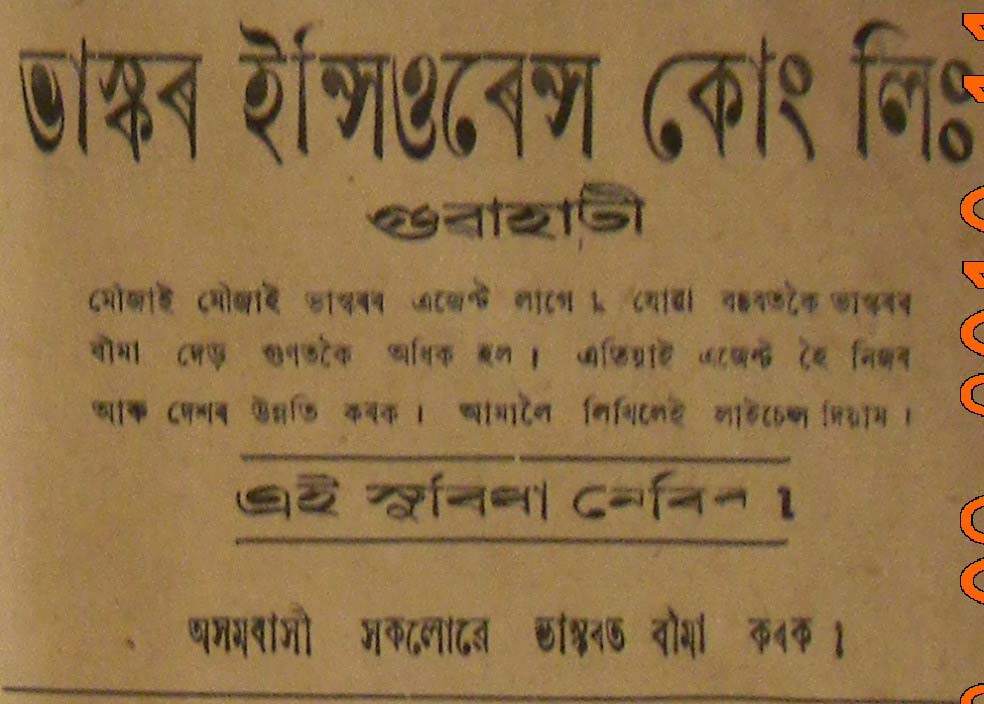 ভাস্কৰ ইন্সিওৰেন্স কোং লিঃ
গুৱাহাটী
মৌজাই মৌজাই ভাস্কৰৰ এজেণ্ট লাগে । যোৱা বছৰতকৈ ভাস্কৰৰ
বীমা দেড় গুণতকৈ অধিক হল । এতিয়াই এজেণ্ট হৈ নিজৰ
আৰু দেশৰ উন্নতি কৰক । আমালৈ লিখিলেই লাইচেন্স দিয়াম ।
এই সুবিধা নেৰিব ।
অসমবাসী সকলোৱে ভাস্কৰত বীমা কৰক ।